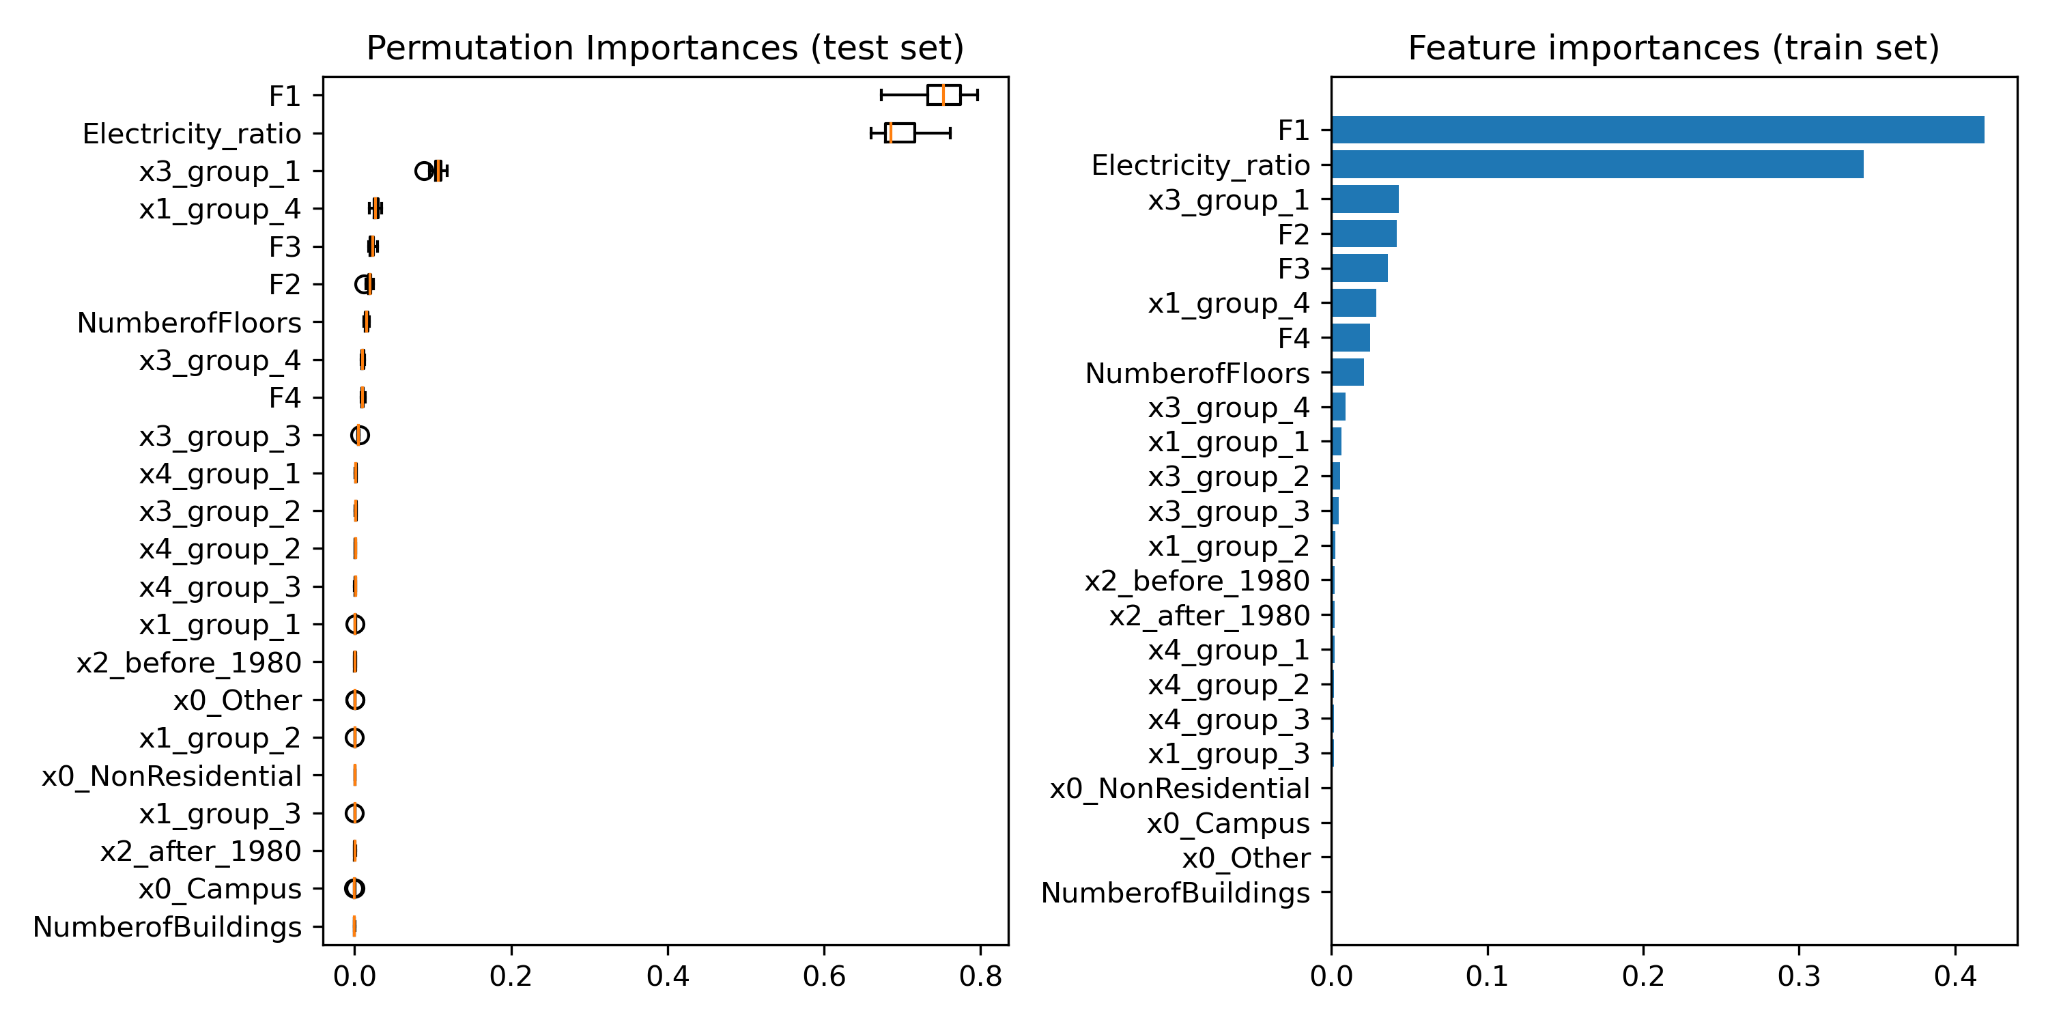 Permutation Importances (test set)
F1
Electricity_ratio
x3_group_1
x1_group_4
F3
F2
NumberofFloors
x3_group_4
F4
x3_group_3
x4_group_1
x3_group_2
x4_group_2
x4_group_3
x1_group_1
x2_before_1980
x0_Other
x1_group_2
x0_NonResidential
x1_group_3
x2_after_1980
x0_Campus
NumberofBuildings
0.0 0.2 0.4 0.6 0.8
Feature importances (train set)
F1
Electricity_ratio
x3_group_1
F2
F3
x1_group_4
F4
NumberofFloors
x3_group_4
x1_group_1
x3_group_2
x3_group_3
x1_group_2
x2_before_1980
x2_after_1980
x4_group_1
x4_group_2
x4_group_3
x1_group_3
x0_NonResidential
x0_Campus
x0_Other
NumberofBuildings
0.0 0.1 0.2 0.3 0.4